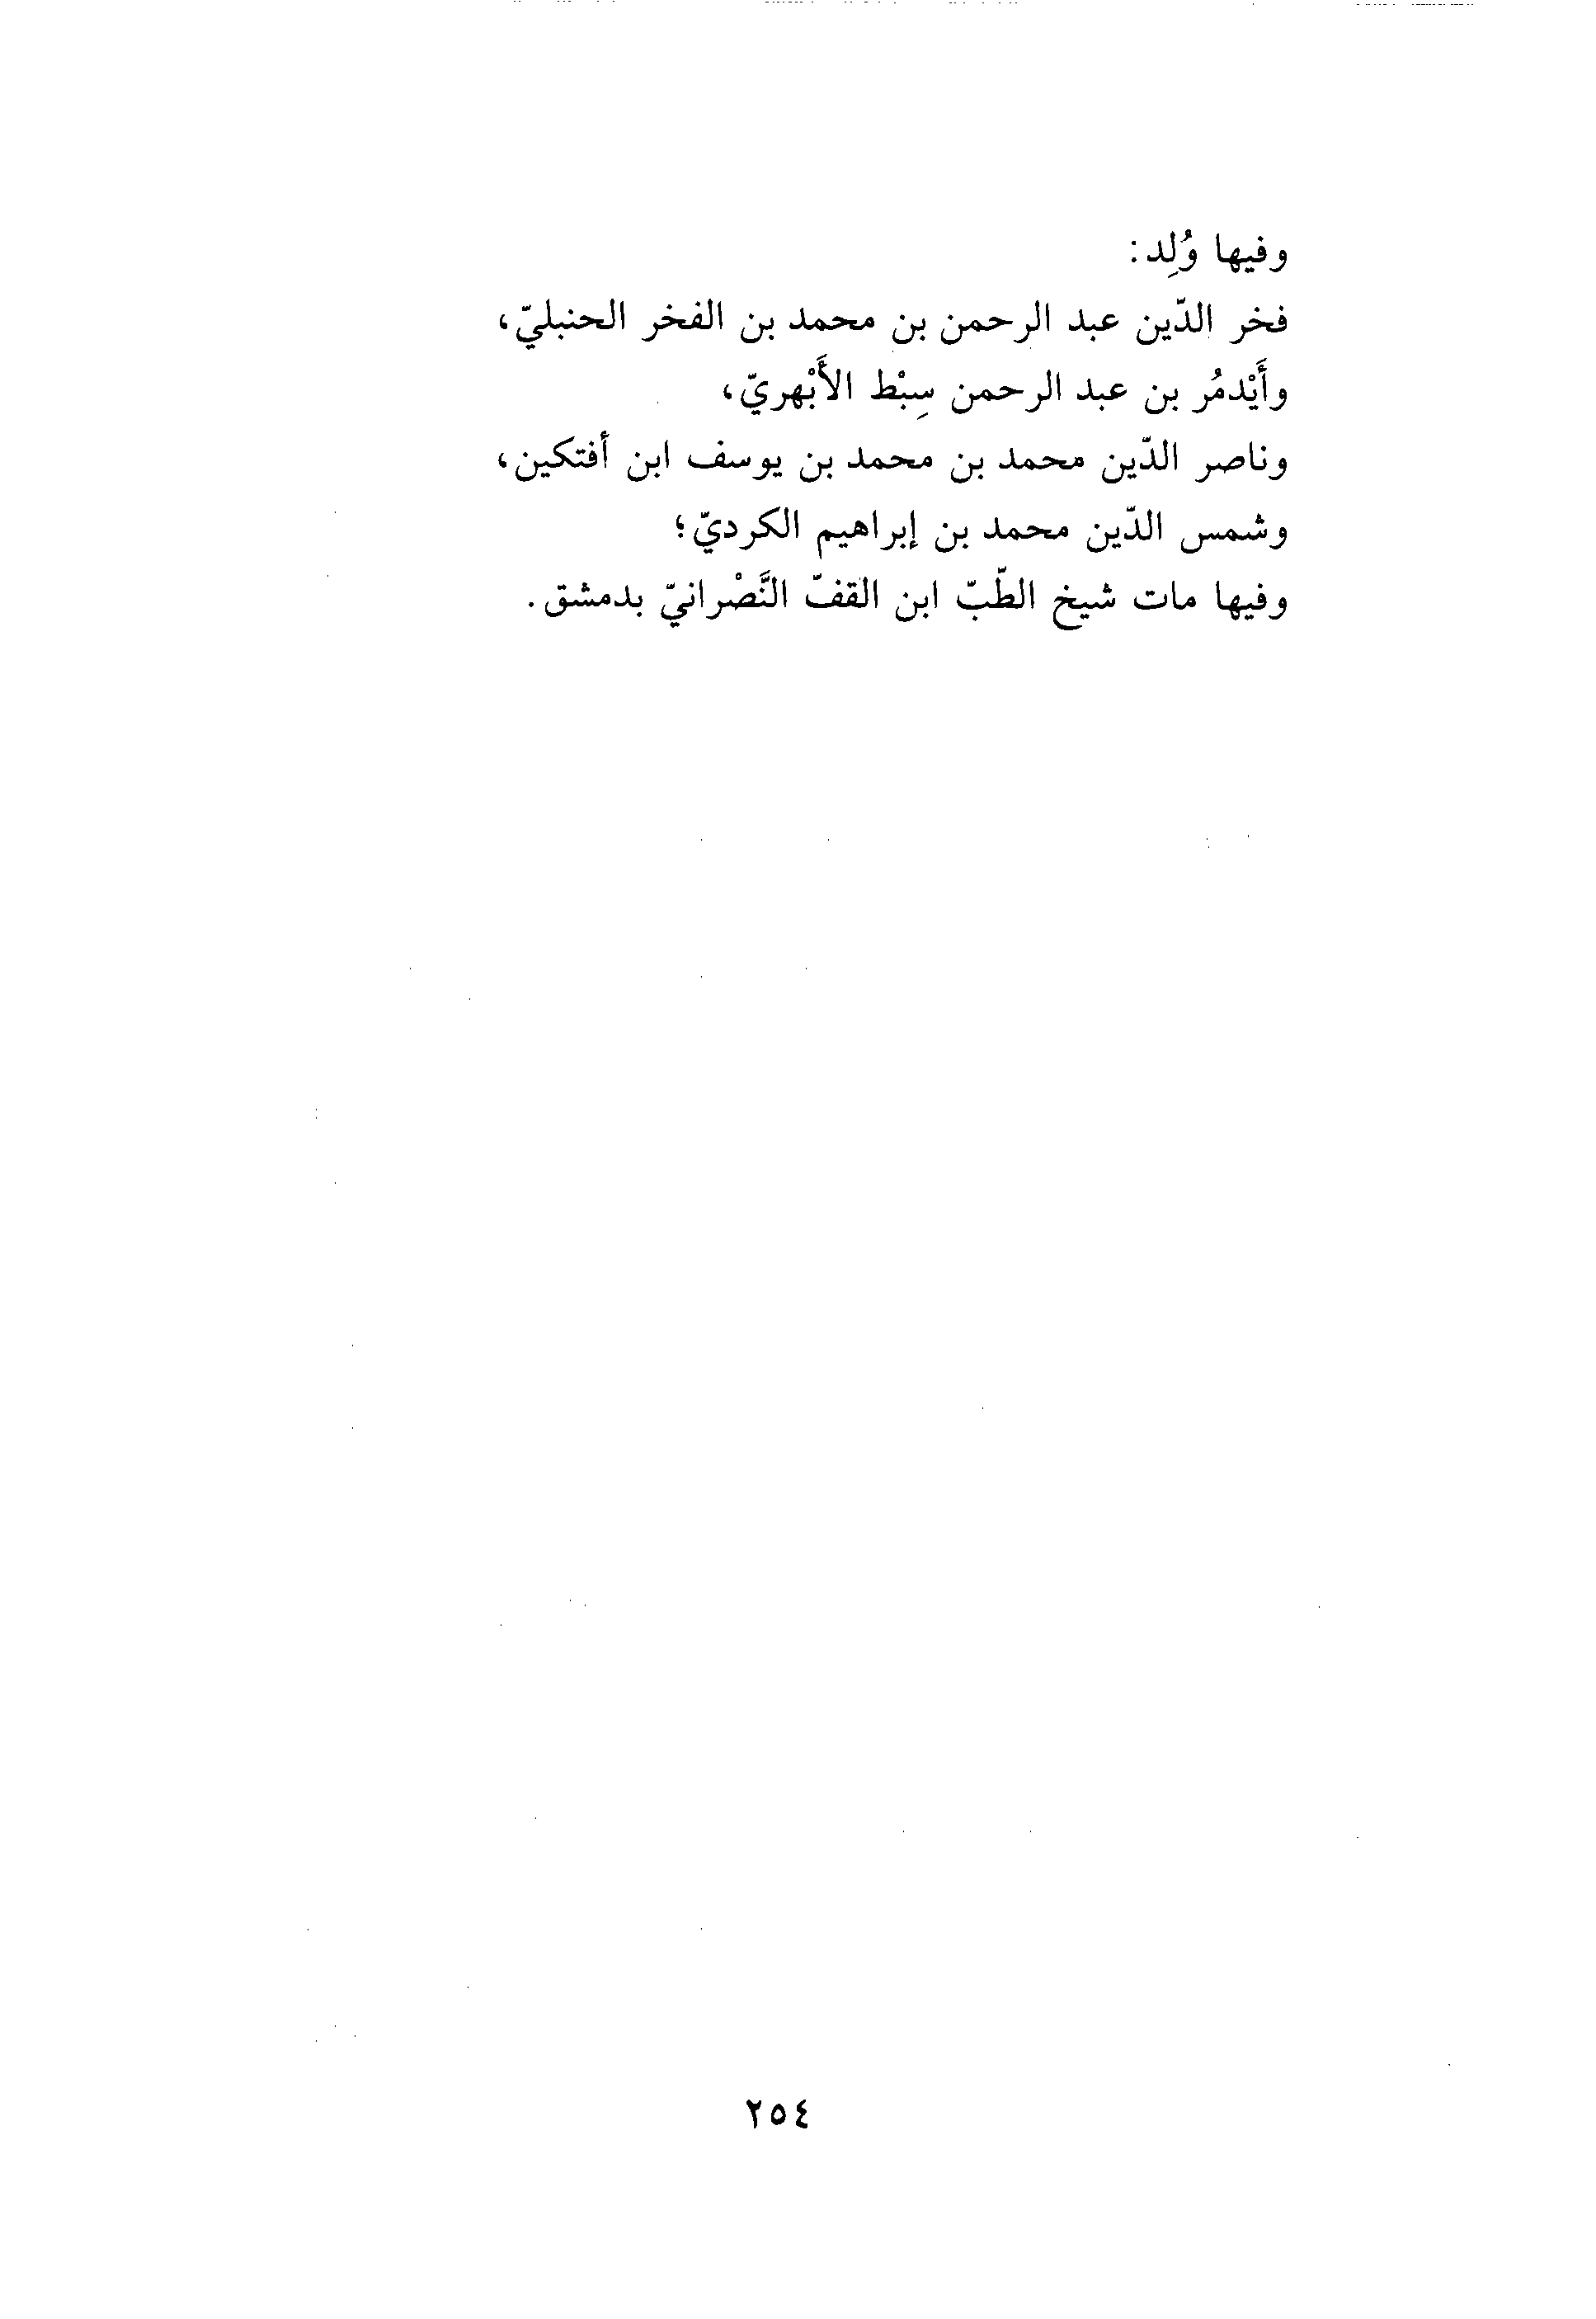 وفيها وُلِد:
فخر الدّين عبد الرحمن بن محمد بن الفخر الحنبليّ،
وأَيْدمُر بن عبد الرحمن سِبْط الأَبْهريّ،
وناصر الدّين محمد بن محمد بن يوسف ابن أفتكين،
وشمس الدّين محمد بن إبراهيم الكرديّ؛
وفيها مات شيخ الطّبّ ابن القفّ النَّصْرانيّ بدمشق.
٢٥٤